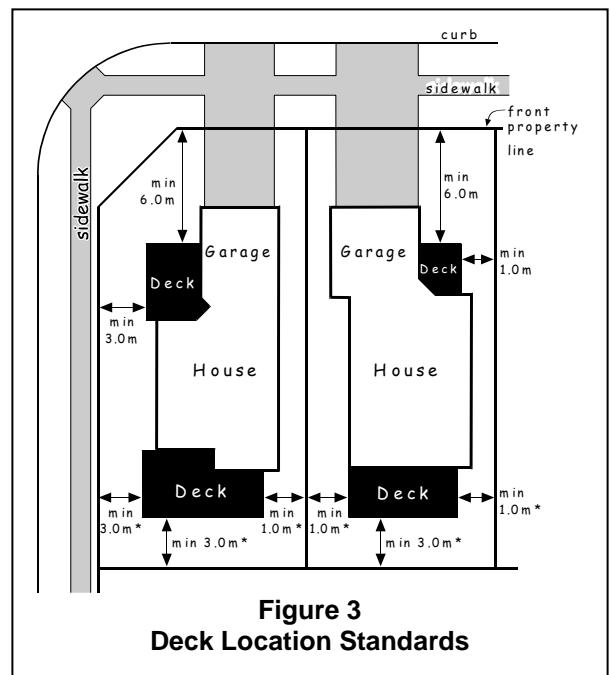 curb
sidewalk
sidewalk
front
property
line
min
6.0m
min
6.0m
sidewalk
Garage
Garage
Deck
Deck
min
1.0m
min
3.0m
House
House
Deck
Deck
min
3.0m*
min
1.0m*
min
1.0m*
min
1.0m*
min 3.0m*
min 3.0m*
Figure 3
Deck Location Standards